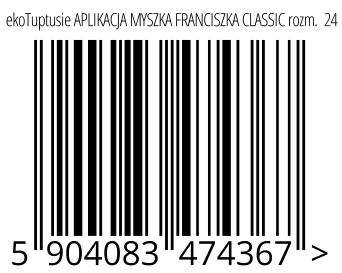 ekoTuptusie APLIKACJA MYSZKA FRANCISZKA CLASSIC rozm. 24
5 904083 474367 >